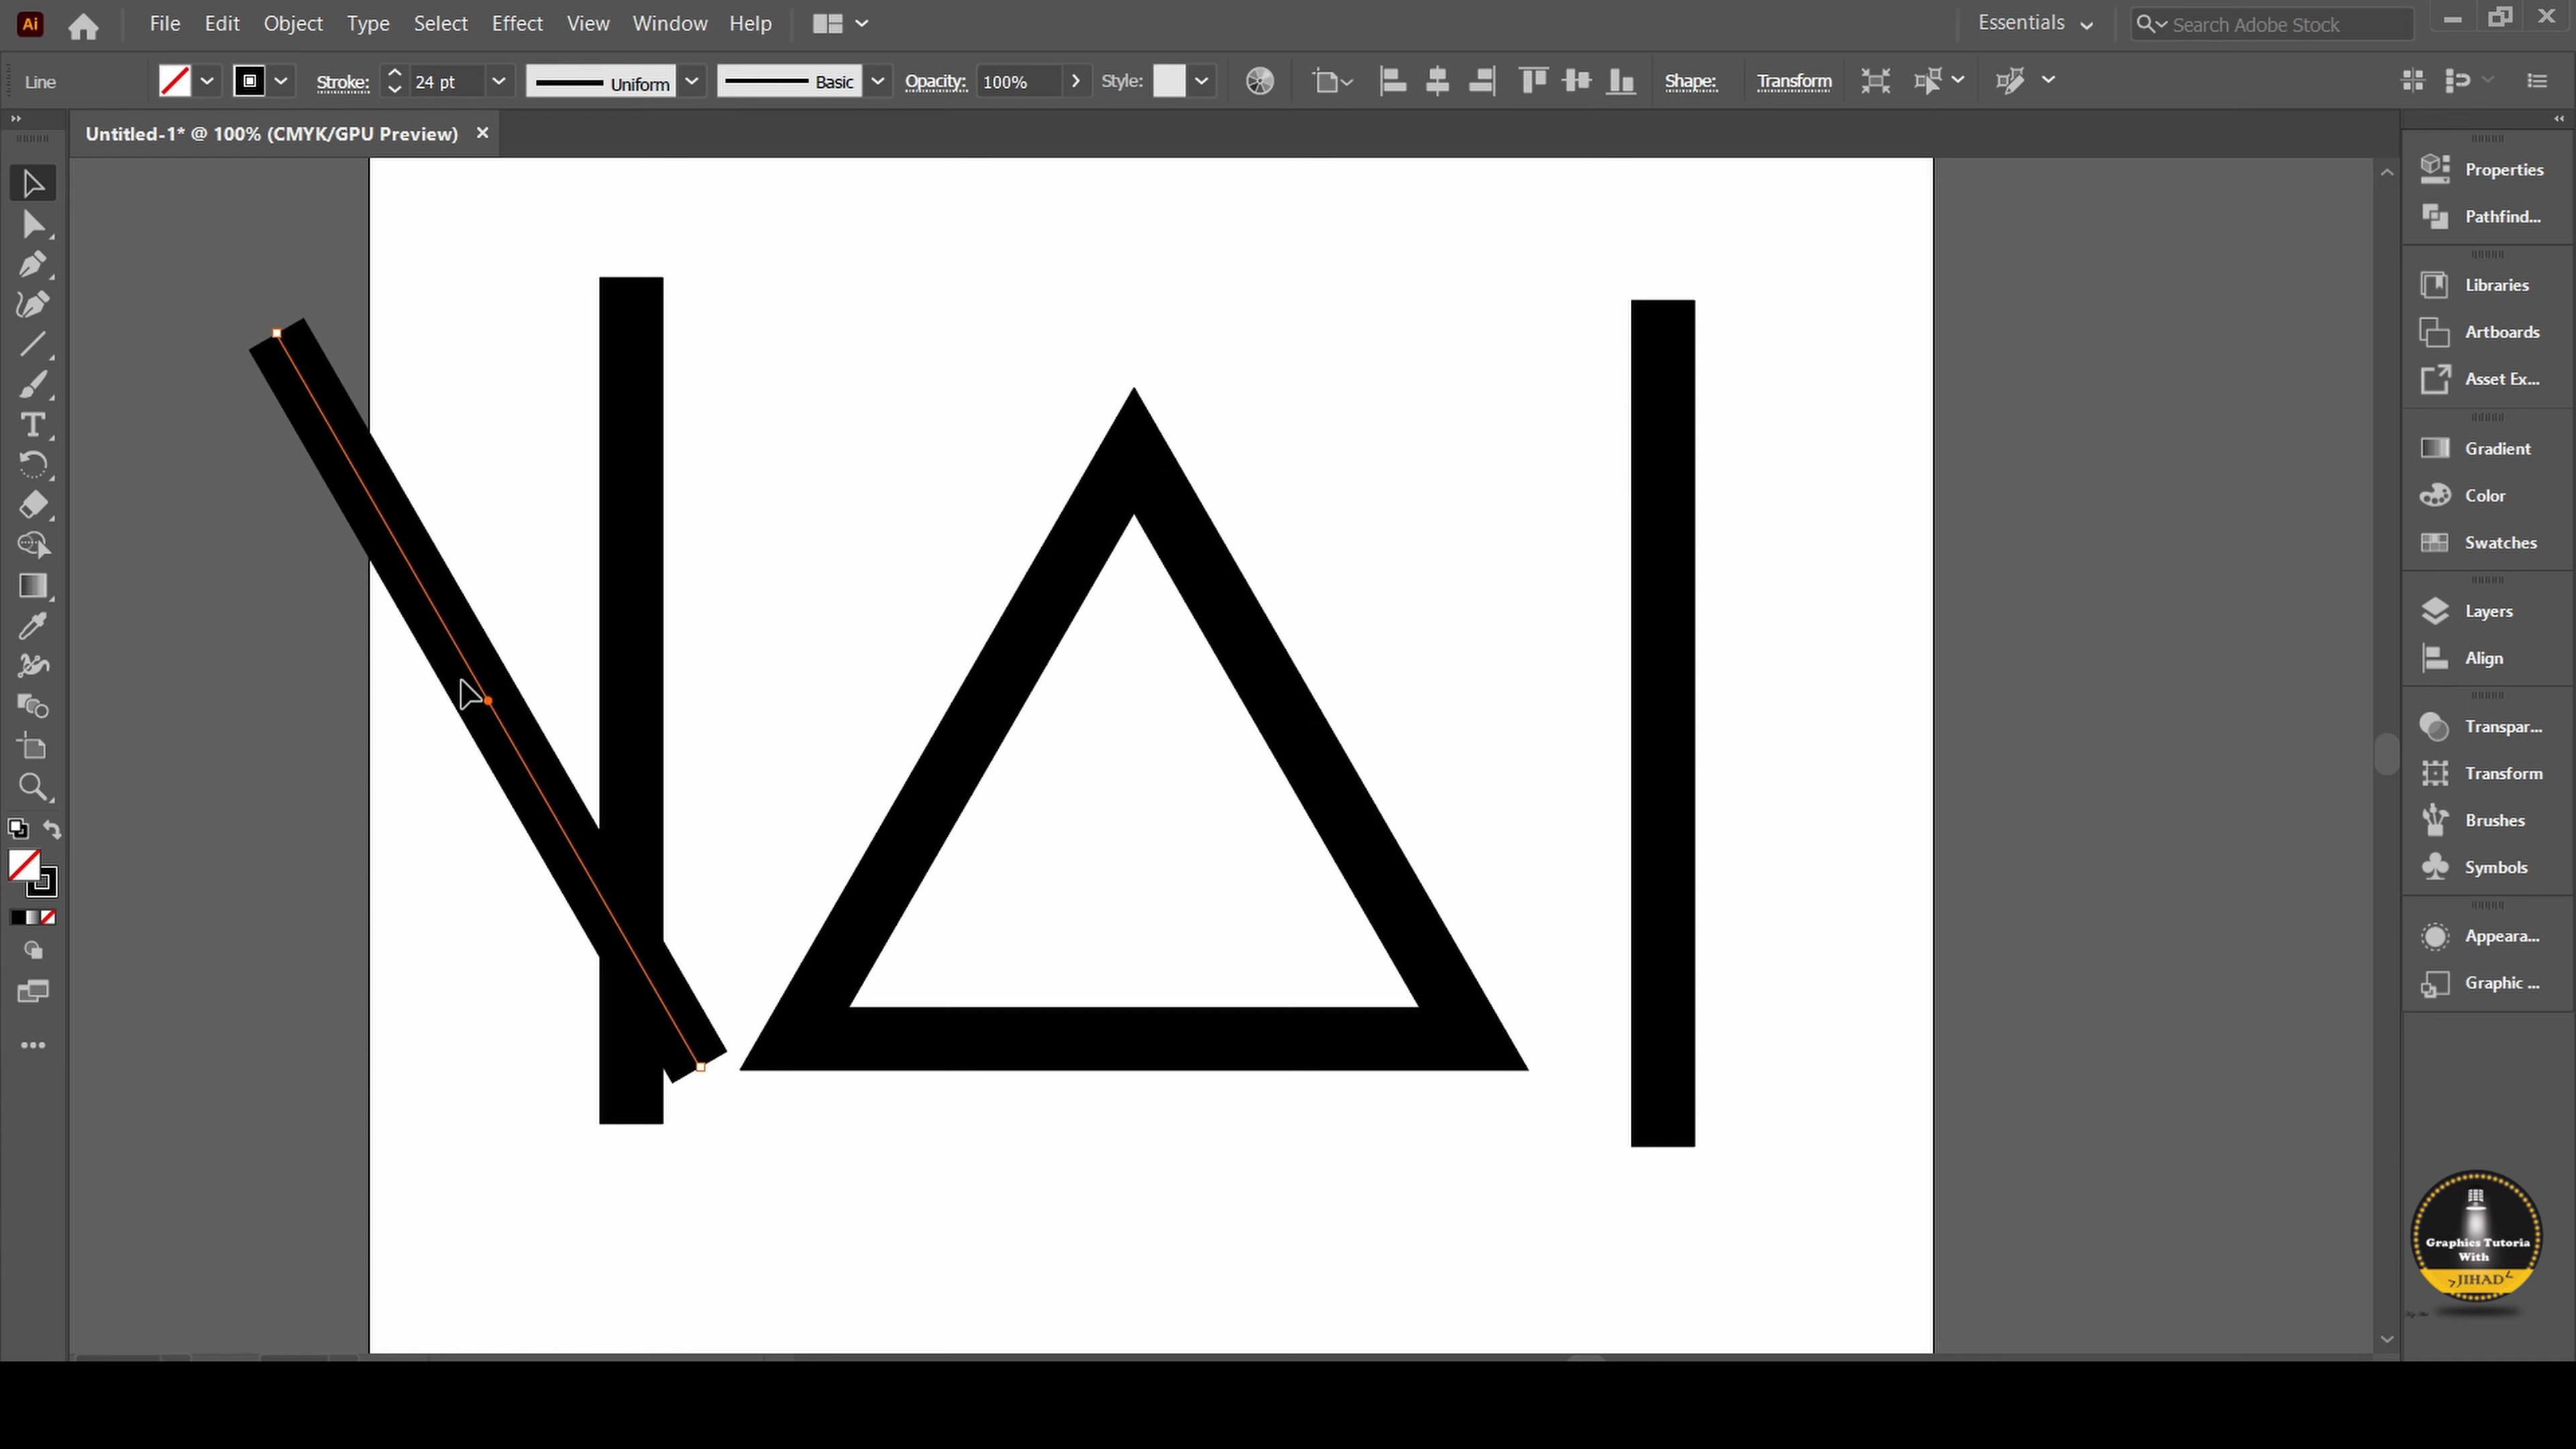 Ai File Edit Object Type Select Effect View Window Help Essentials Search Adobe Stock
Line Stroke: 24 pt Uniform Basic Opacity: 100% Style: Shape: Transform
Untitled-1* @ 100% (CMYK/GPU Preview)
Properties
Pathfind...
Libraries
Artboards
Asset Ex...
Gradient
Color
Swatches
Layers
Align
Transpar...
Transform
Brushes
Symbols
Appeara...
Graphic ...
Graphics Tutoria
With
JIHAD